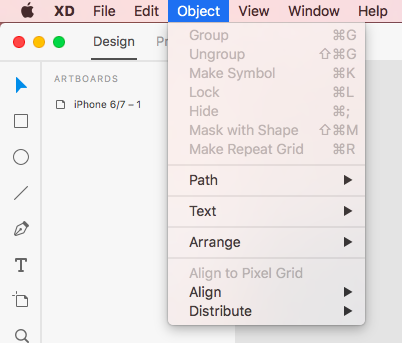 XD File Edit Object View Window Help
Design Pr
Group ⌘G
Ungroup ⇧⌘G
Make Symbol ⌘K
Lock ⌘L
Hide ⌘;
Mask with Shape ⇧⌘M
Make Repeat Grid ⌘R
ARTBOARDS
iPhone 6/7 – 1
Path
Text
Arrange
Align to Pixel Grid
Align
Distribute
T